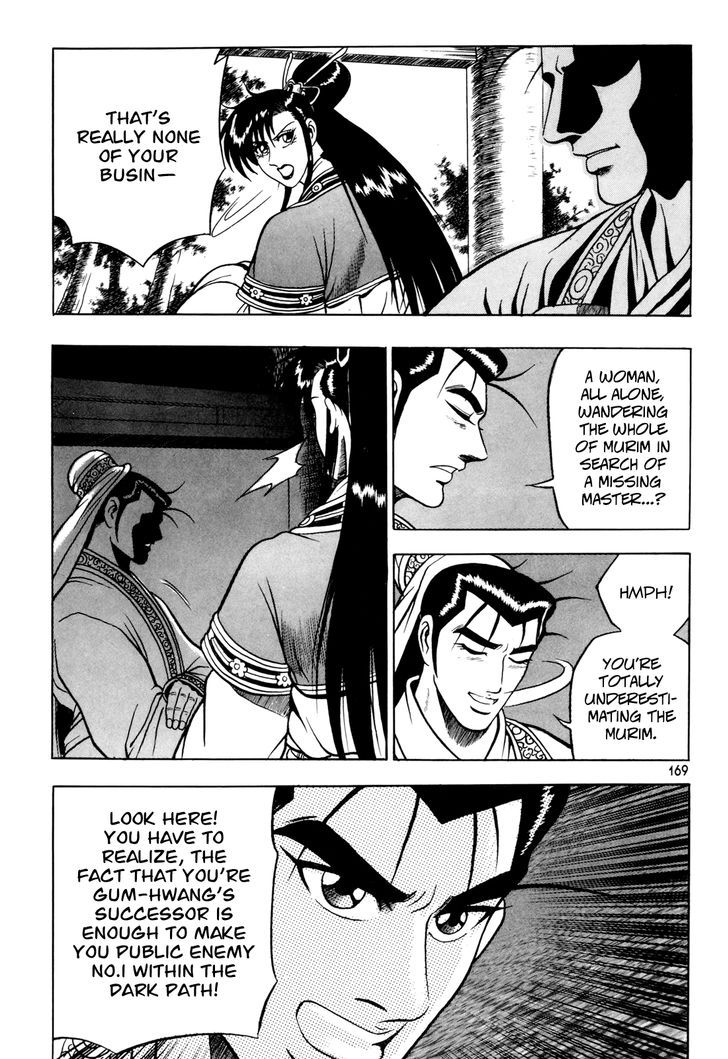 THAT'S
REALLY NONE
OF YOUR
BUSIN—
A WOMAN,
ALL ALONE,
WANDERING
THE WHOLE
OF MURIM IN
SEARCH OF
A MISSING
MASTER...?
HMPH!
YOU'RE
TOTALLY
UNDERESTI-
MATING THE
MURIM.
169
LOOK HERE!
YOU HAVE TO
REALIZE, THE
FACT THAT YOU'RE
GUM-HWANG'S
SUCCESSOR IS
ENOUGH TO MAKE
YOU PUBLIC ENEMY
NO.1 WITHIN THE
DARK PATH!